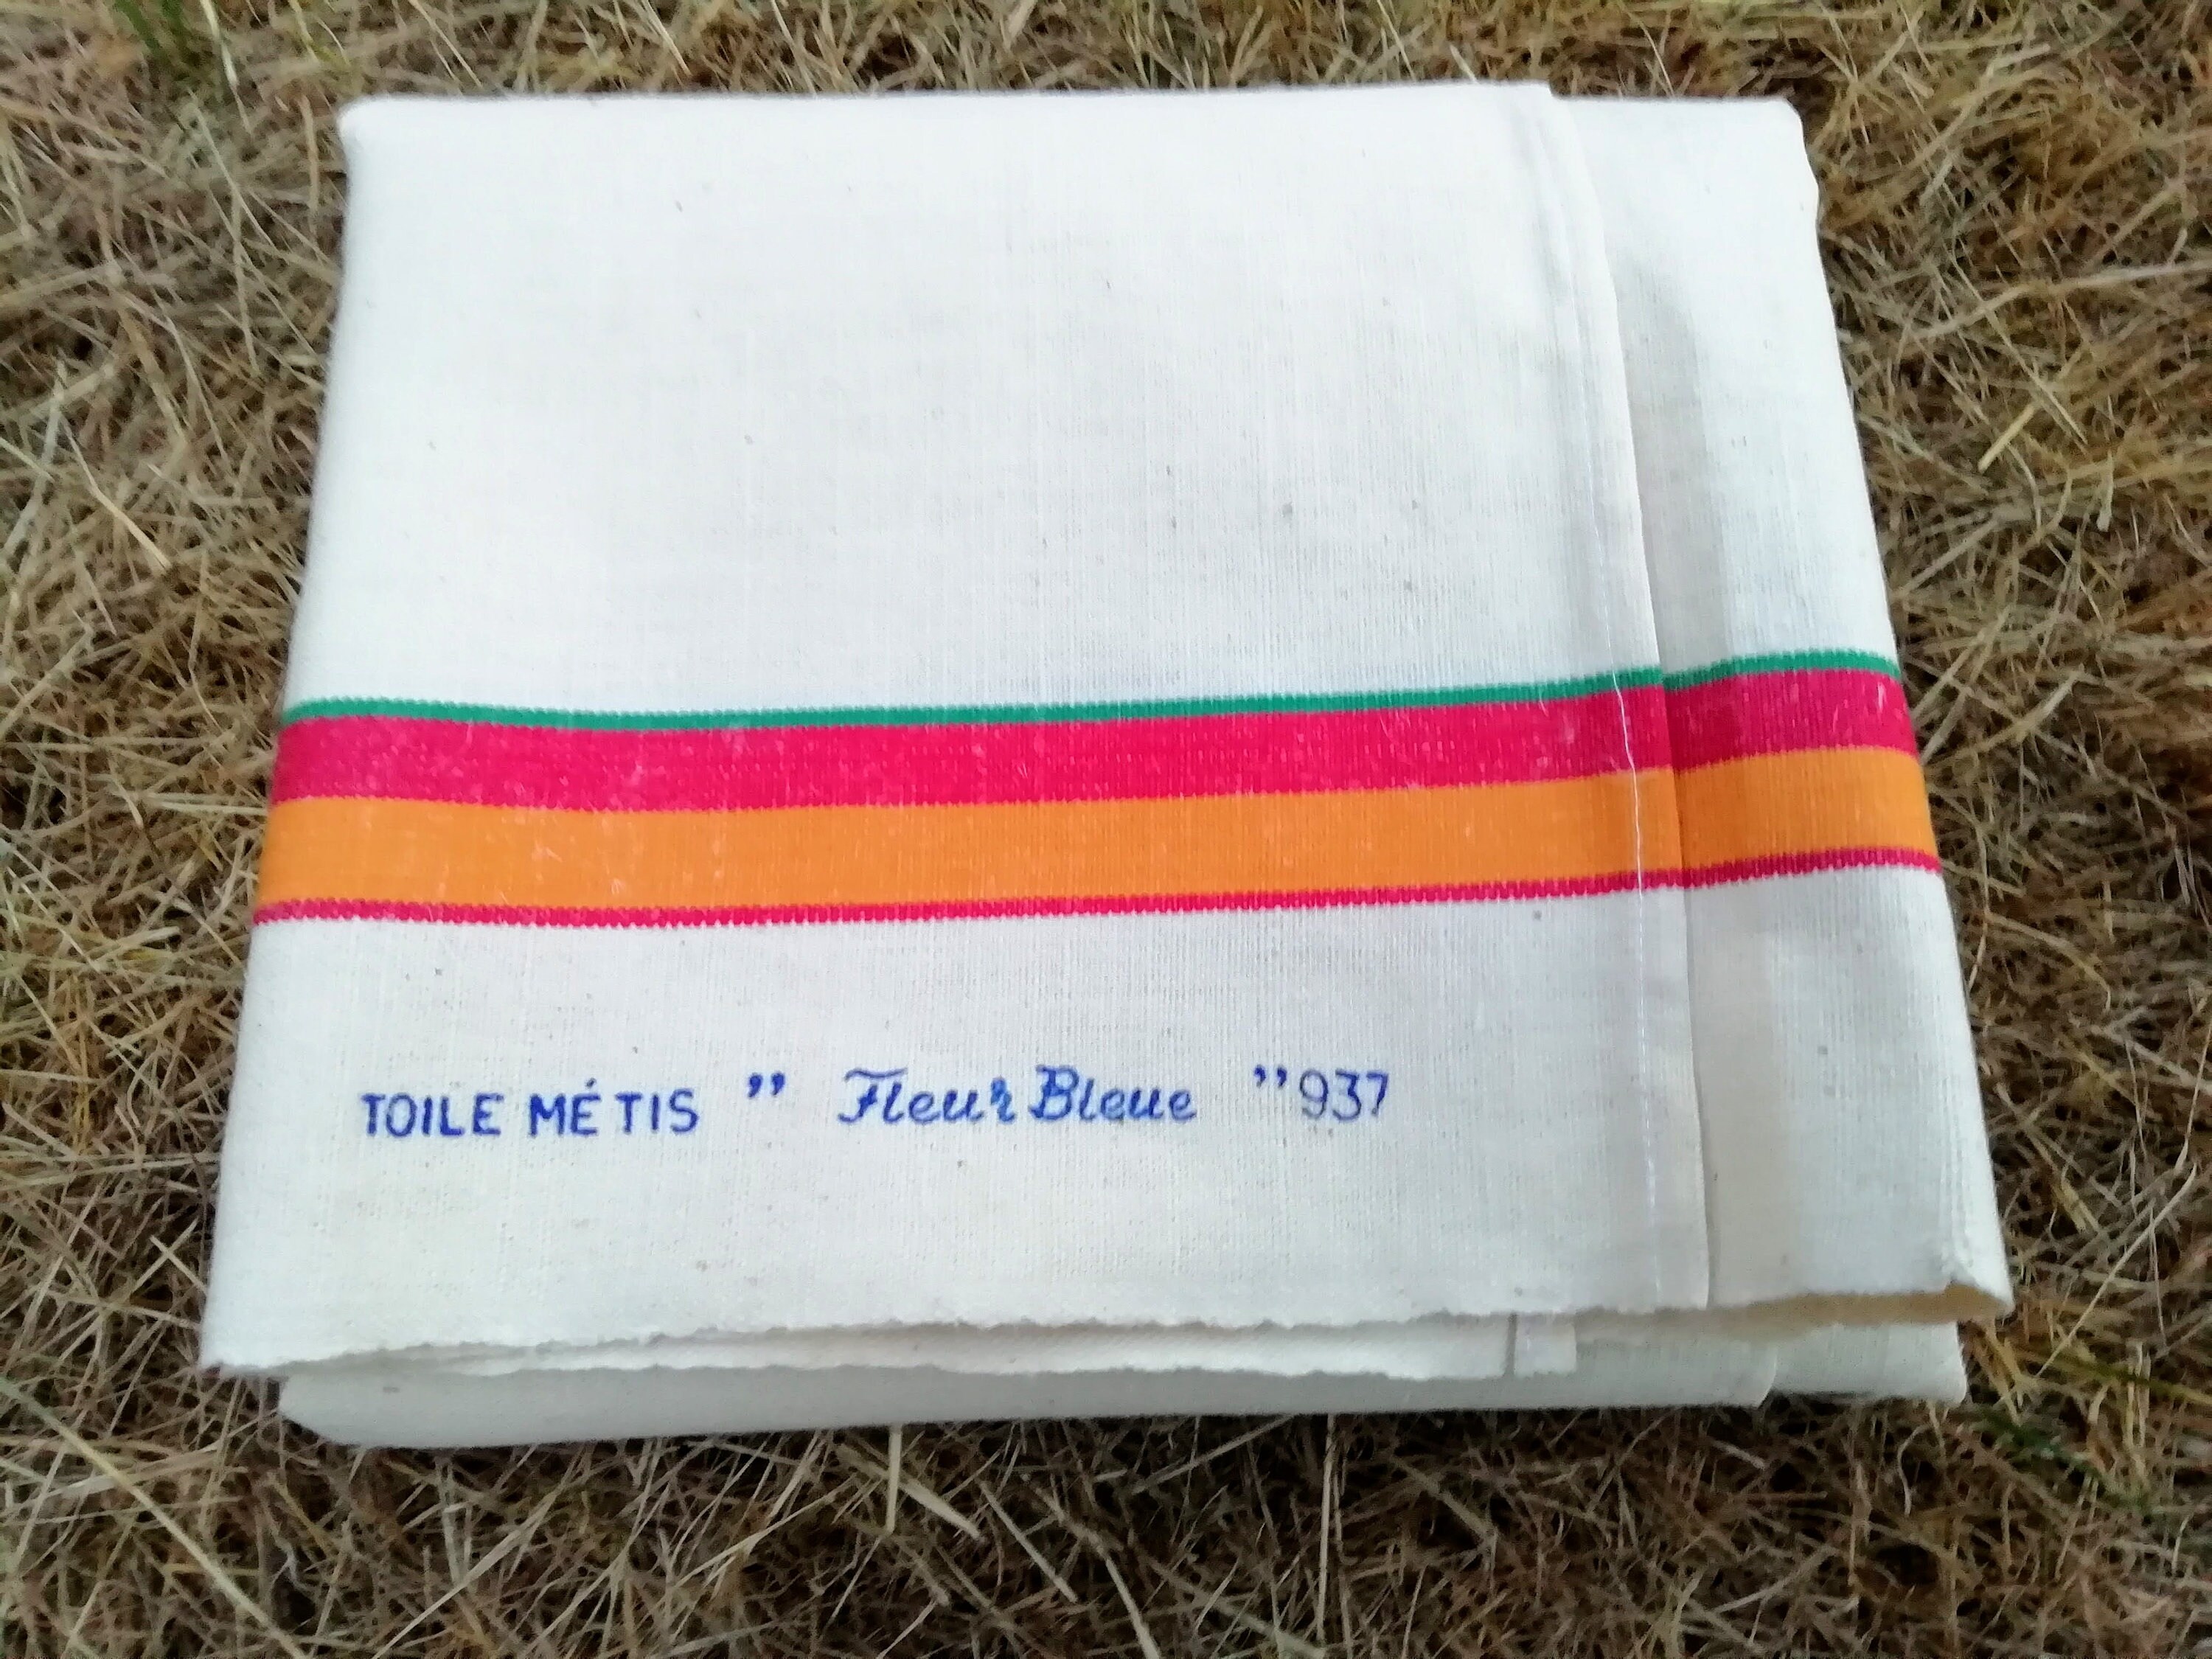 TOILE MÉTIS " Fleur Bleue " 937